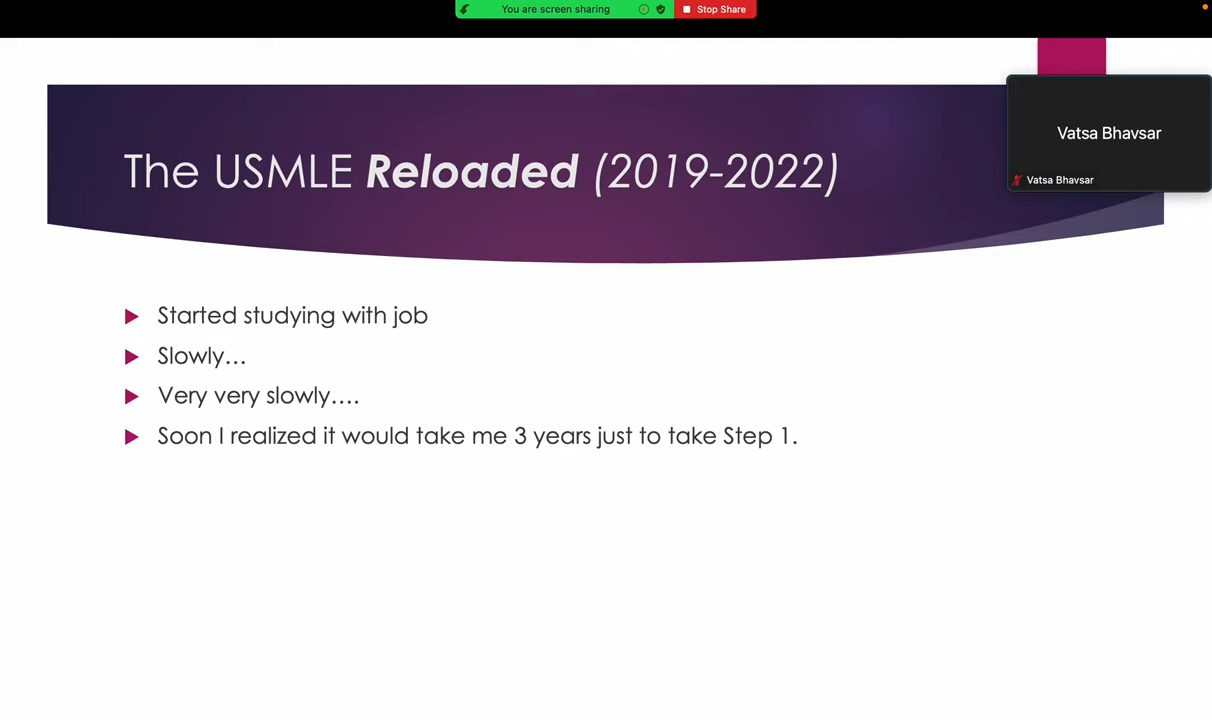 You are screen sharing
Stop Share
The USMLE Reloaded (2019-2022)
Vatsa Bhavsar
Vatsa Bhavsar
Started studying with job
Slowly…
Very very slowly….
Soon I realized it would take me 3 years just to take Step 1.